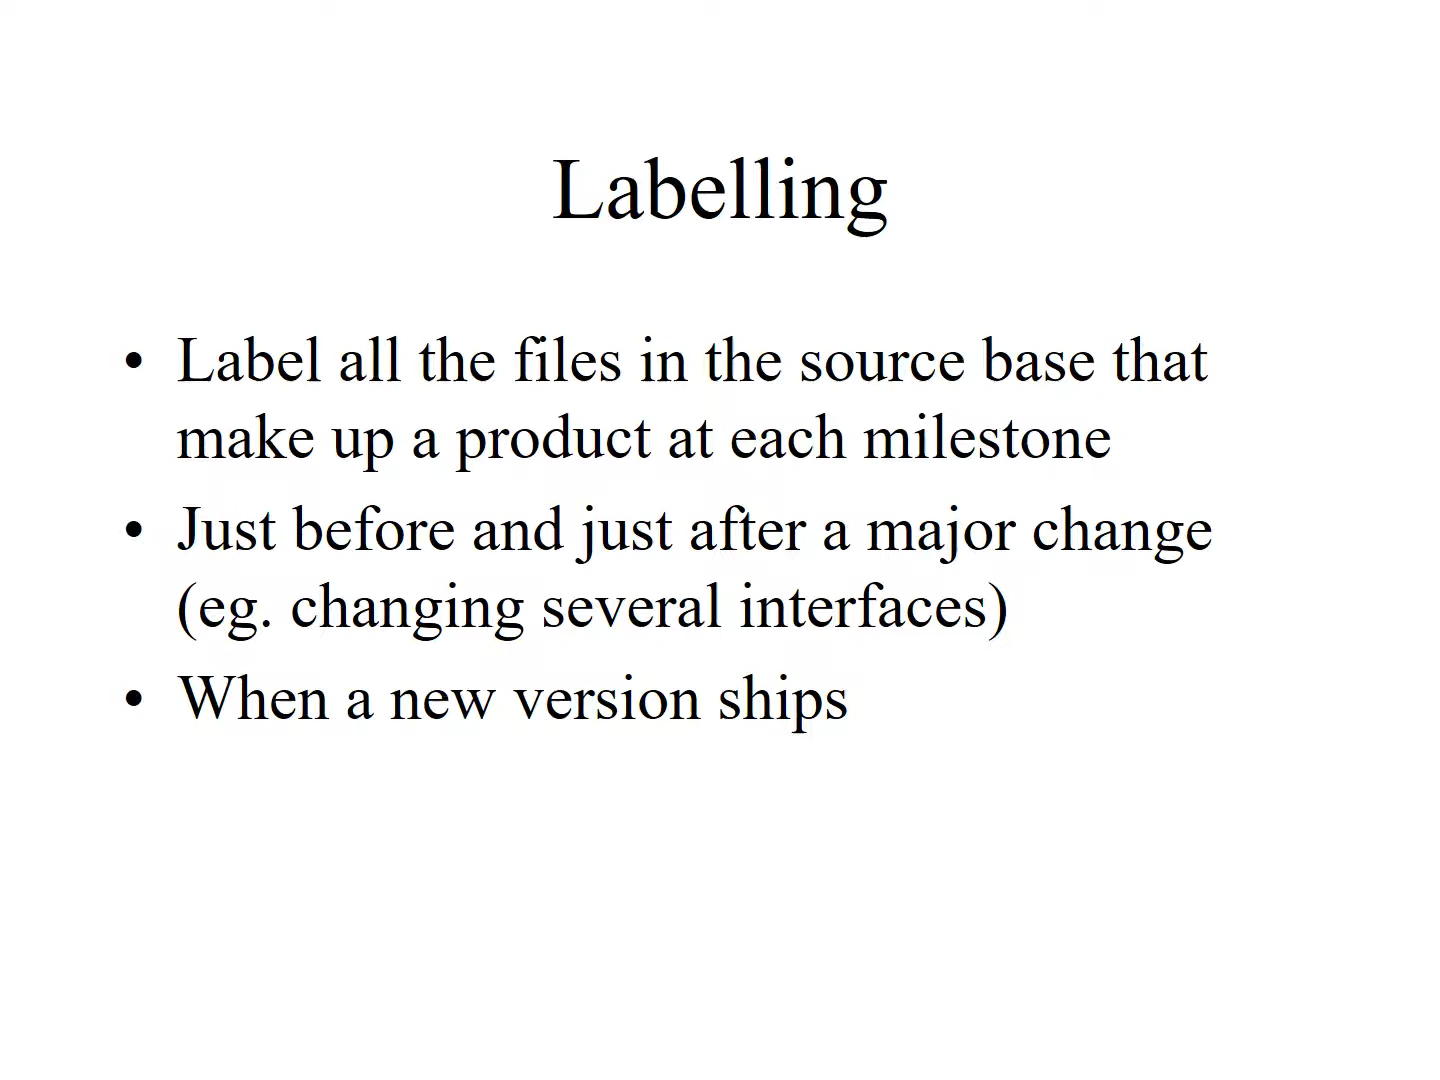 Labelling
• Label all the files in the source base that
make up a product at each milestone
• Just before and just after a major change
(eg. changing several interfaces)
• When a new version ships